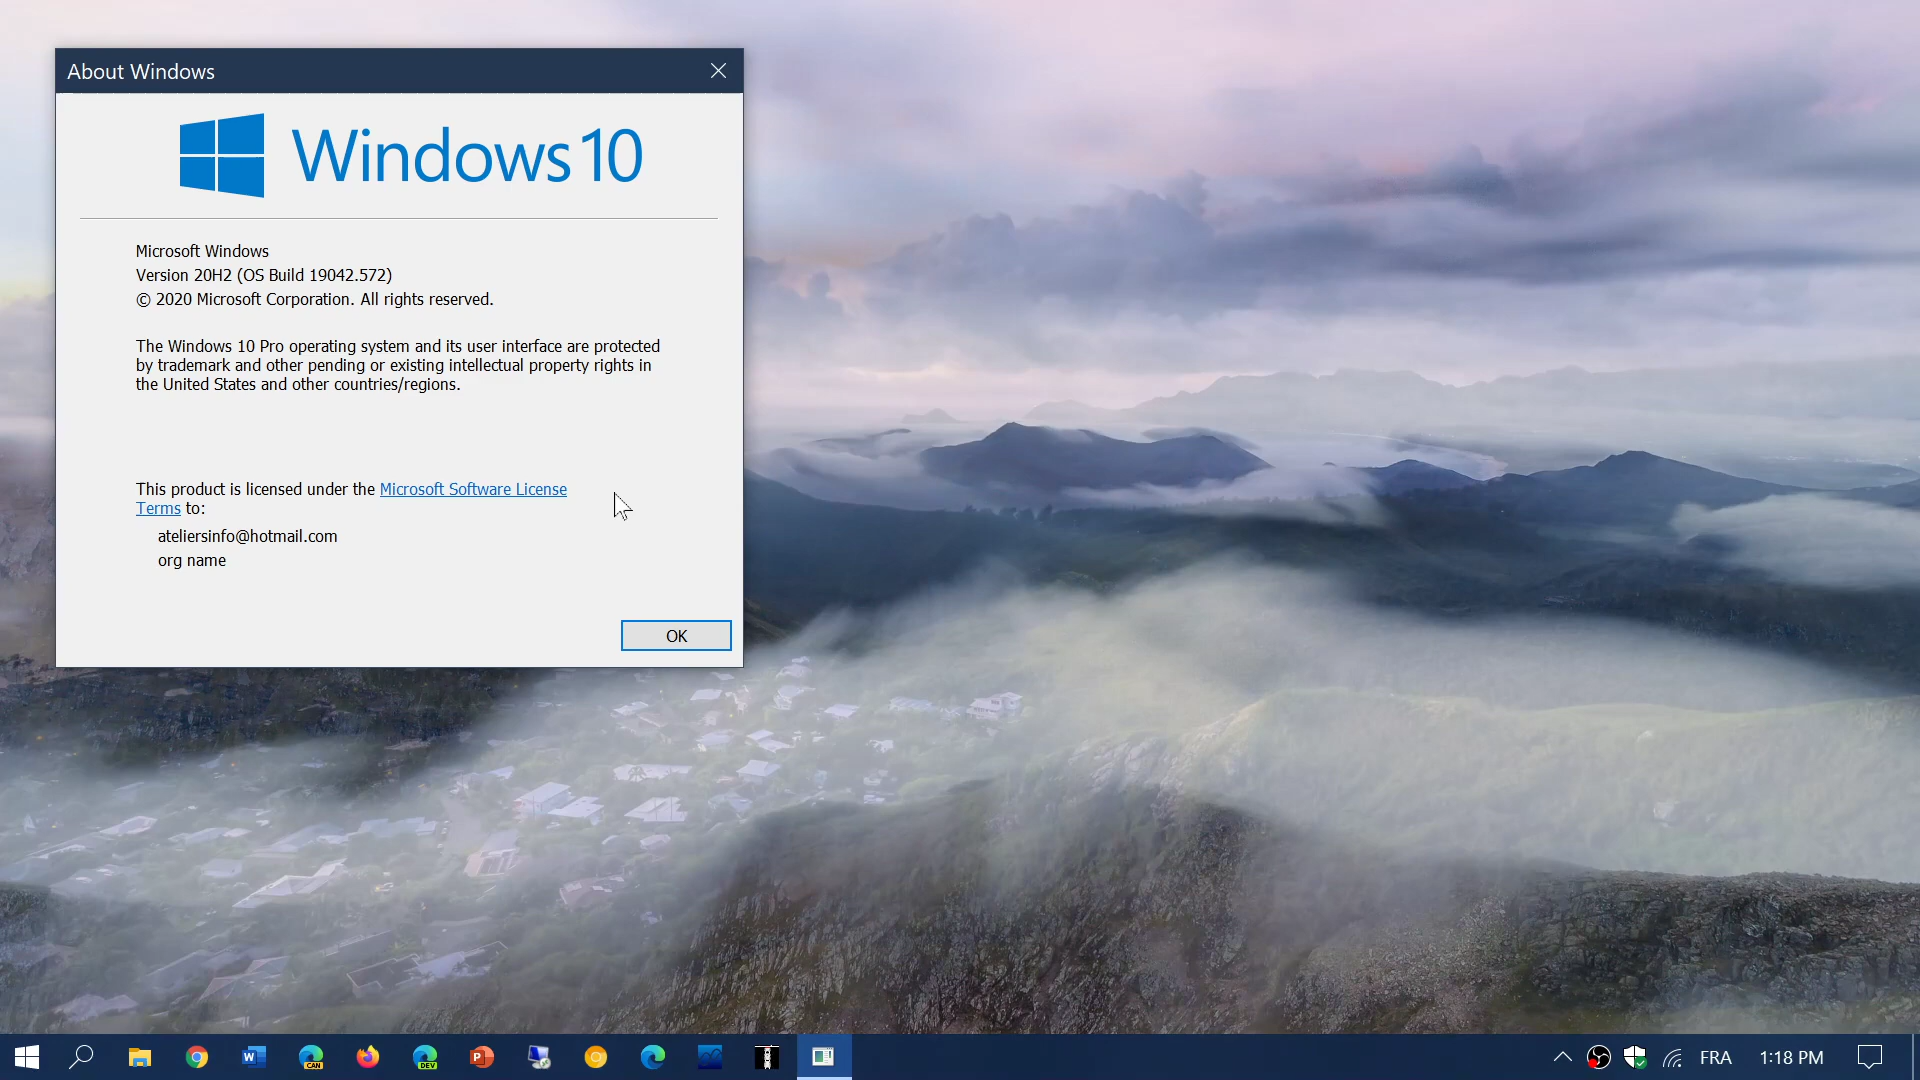 About Windows
Windows 10
Microsoft Windows
Version 20H2 (OS Build 19042.572)
© 2020 Microsoft Corporation. All rights reserved.
The Windows 10 Pro operating system and its user interface are protected
by trademark and other pending or existing intellectual property rights in
the United States and other countries/regions.
This product is licensed under the Microsoft Software License
Terms to:
ateliersinfo@hotmail.com
org name
OK
W
CAN
DEV
P
FRA
1:18 PM